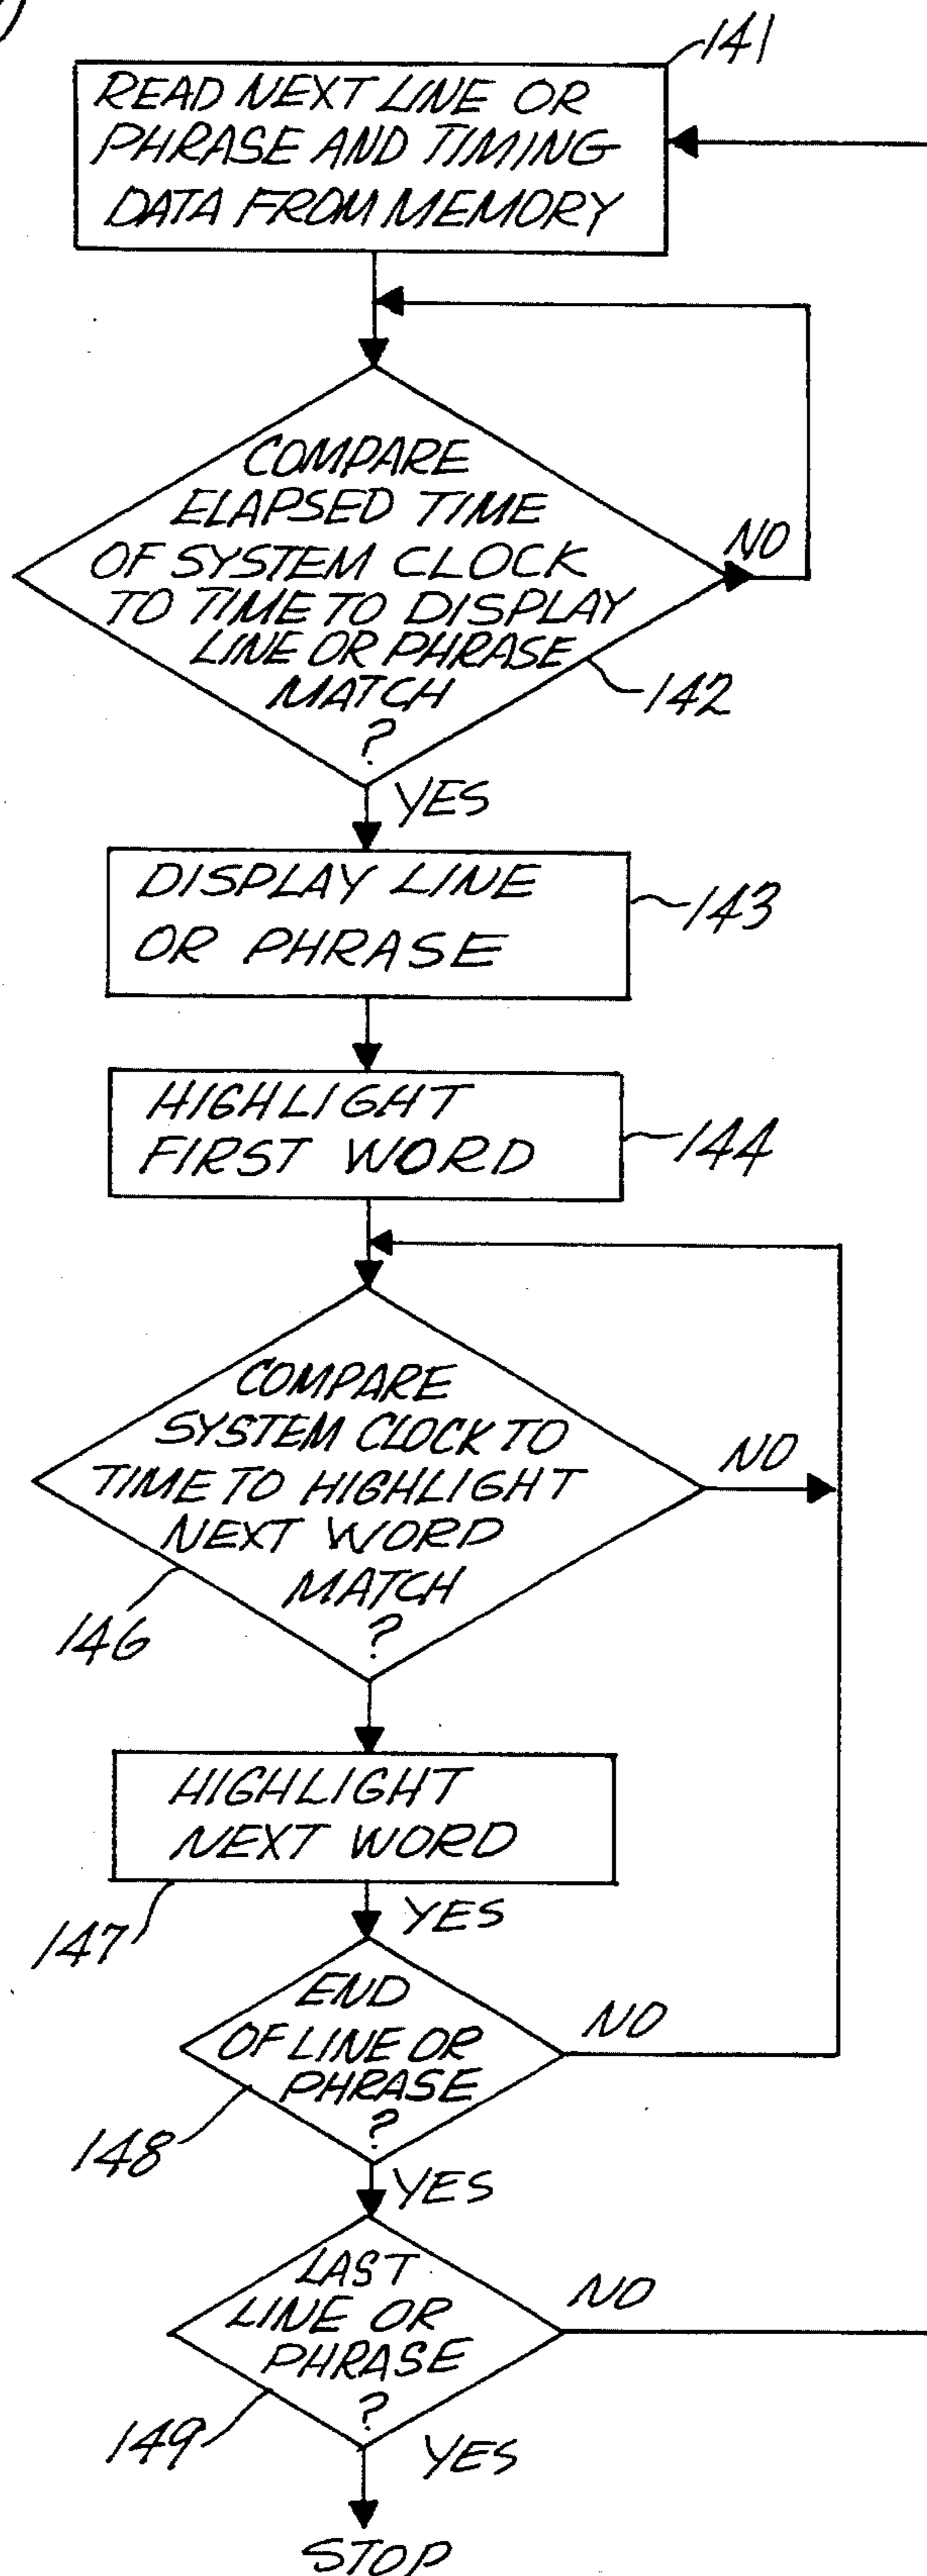 141
READ NEXT LINE OR
PHRASE AND TIMING
DATA FROM MEMORY
COMPARE
ELAPSED TIME
OF SYSTEM CLOCK
TO TIME TO DISPLAY
LINE OR PHRASE
MATCH
?
NO
142
YES
DISPLAY LINE
OR PHRASE
143
HIGHLIGHT
FIRST WORD
144
COMPARE
SYSTEM CLOCK TO
TIME TO HIGHLIGHT
NEXT WORD
MATCH
?
NO
146
HIGHLIGHT
NEXT WORD
147
YES
END
OF LINE OR
PHRASE
?
NO
148
YES
LAST
LINE OR
PHRASE
?
NO
149
YES
STOP